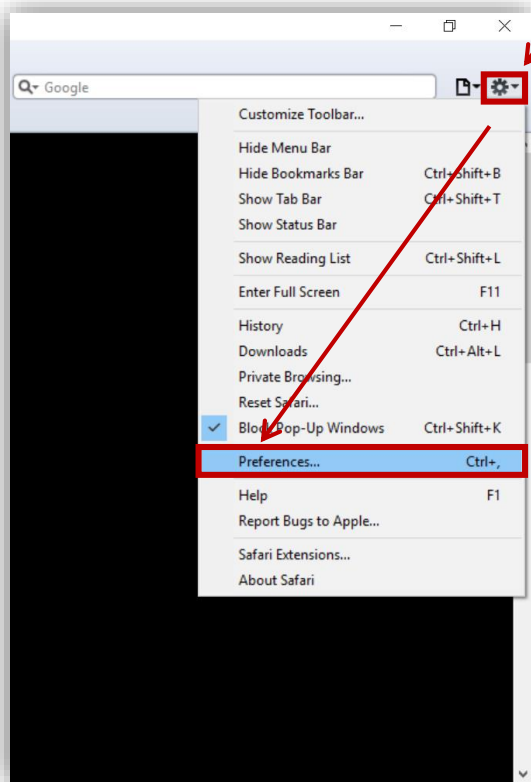 Google
Customize Toolbar...
Hide Menu Bar
Hide Bookmarks Bar Ctrl+Shift+B
Show Tab Bar Ctrl+Shift+T
Show Status Bar
Show Reading List Ctrl+Shift+L
Enter Full Screen F11
History Ctrl+H
Downloads Ctrl+Alt+L
Private Browsing...
Reset Safari...
Block Pop-Up Windows Ctrl+Shift+K
Preferences... Ctrl+,
Help F1
Report Bugs to Apple...
Safari Extensions...
About Safari